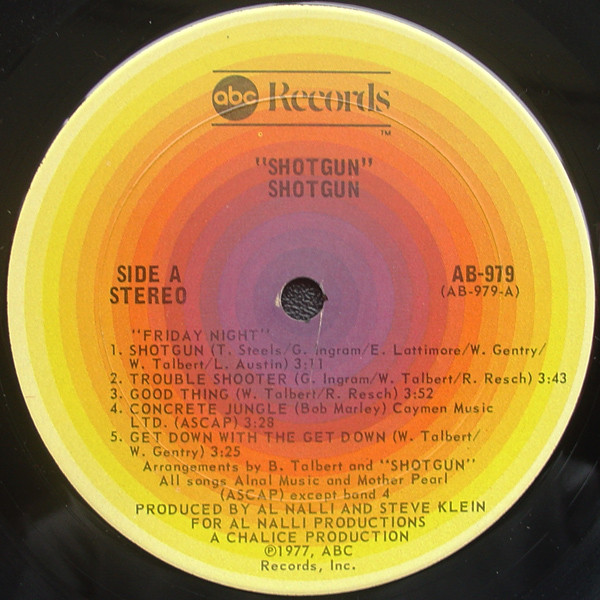 abc Records
TM
"SHOTGUN"
SHOTGUN
SIDE A
STEREO
AB-979
(AB-979-A)
"FRIDAY NIGHT"
1. SHOTGUN (T. Steels/G. Ingram/E. Lattimore/W. Gentry/
W. Talbert/L. Austin) 3:11
2. TROUBLE SHOOTER (G. Ingram/W. Talbert/R. Resch) 3:43
3. GOOD THING (W. Talbert/R. Resch) 3:52
4. CONCRETE JUNGLE (Bob Marley) Caymen Music
LTD. (ASCAP) 3:28
5. GET DOWN WITH THE GET DOWN (W. Talbert/
W. Gentry) 3:25
Arrangements by B. Talbert and "SHOTGUN"
All songs Alnal Music and Mother Pearl
(ASCAP) except band 4
PRODUCED BY AL NALLI AND STEVE KLEIN
FOR AL NALLI PRODUCTIONS
A CHALICE PRODUCTION
℗1977, ABC
Records, Inc.